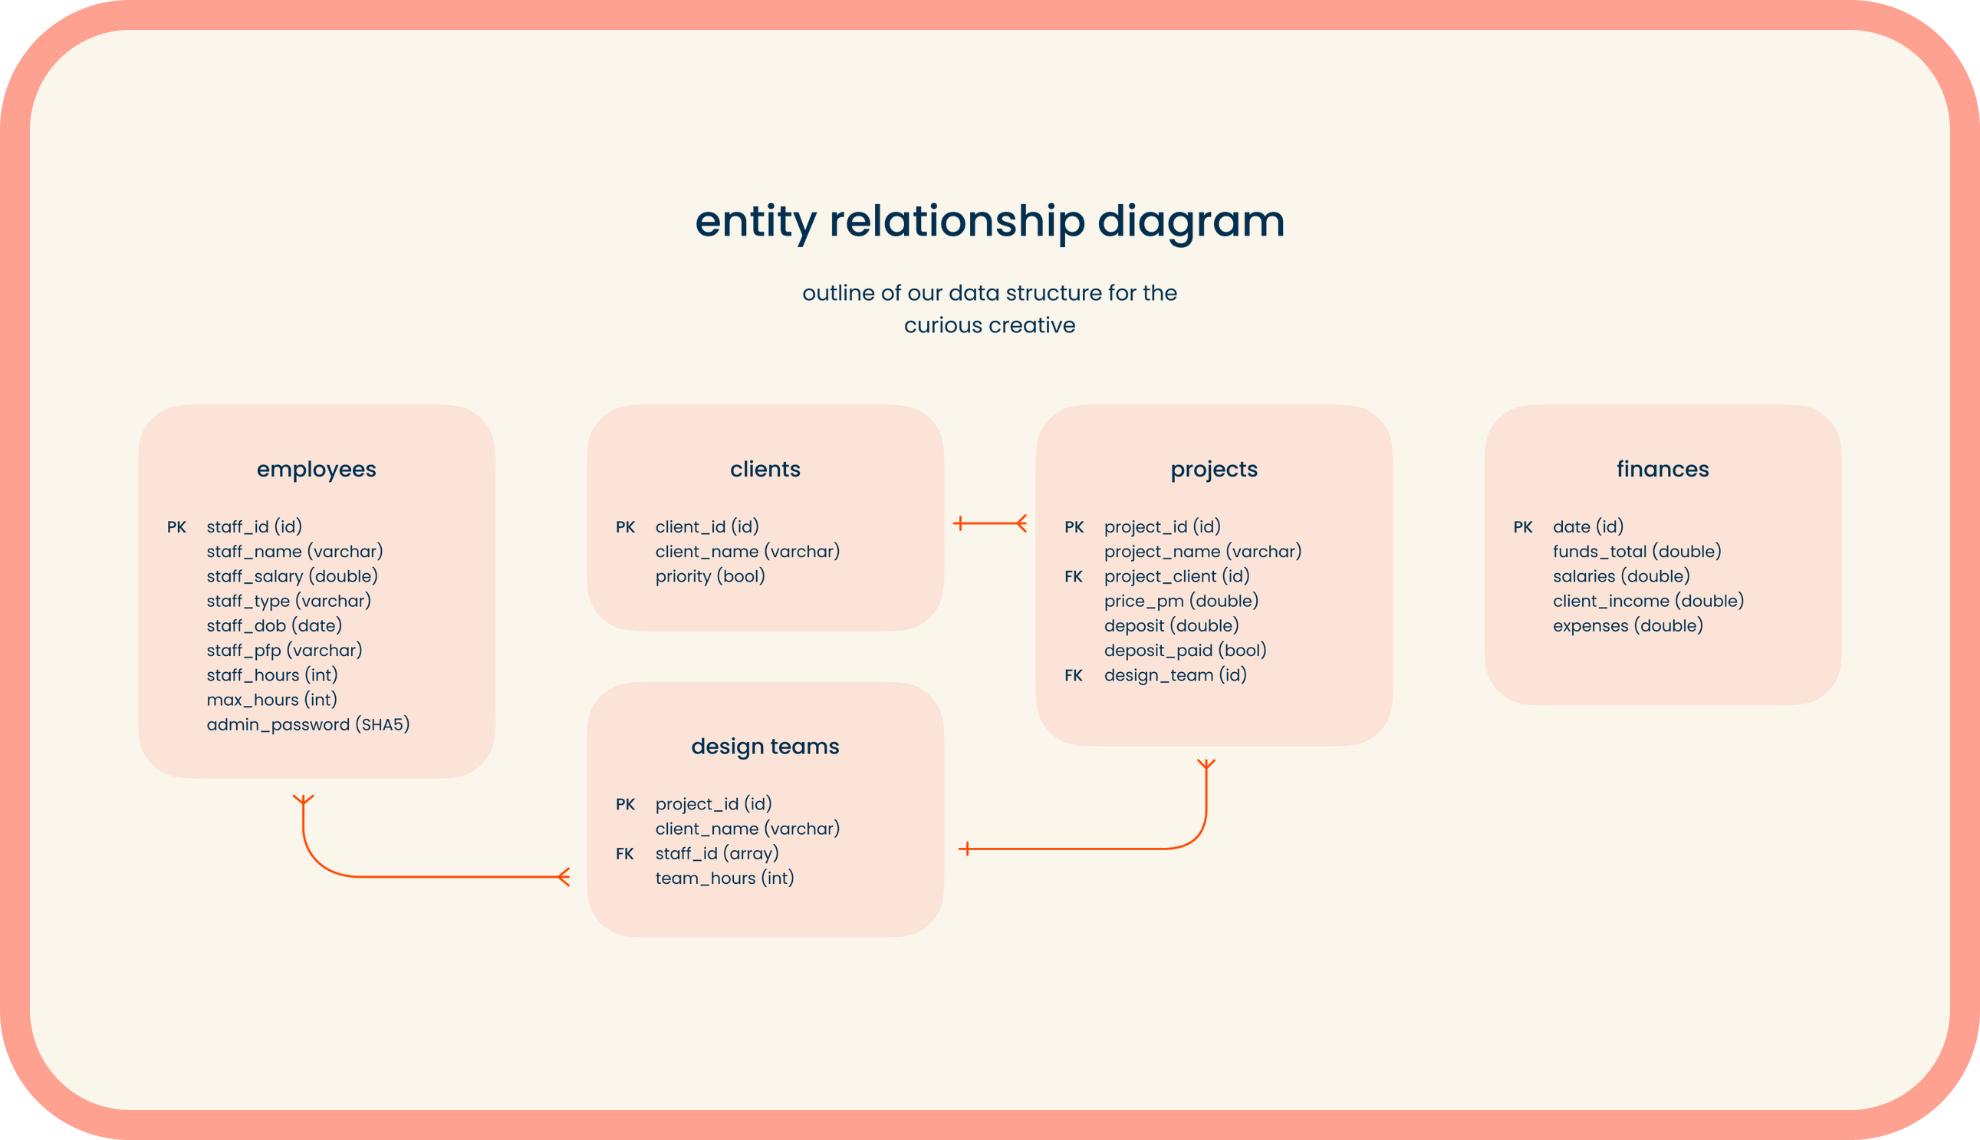 entity relationship diagram
outline of our data structure for the
curious creative
employees
PK staff_id (id)
staff_name (varchar)
staff_salary (double)
staff_type (varchar)
staff_dob (date)
staff_pfp (varchar)
staff_hours (int)
max_hours (int)
admin_password (SHA5)
clients
PK client_id (id)
client_name (varchar)
priority (bool)
design teams
PK project_id (id)
client_name (varchar)
FK staff_id (array)
team_hours (int)
projects
PK project_id (id)
project_name (varchar)
FK project_client (id)
price_pm (double)
deposit (double)
deposit_paid (bool)
FK design_team (id)
finances
PK date (id)
funds_total (double)
salaries (double)
client_income (double)
expenses (double)